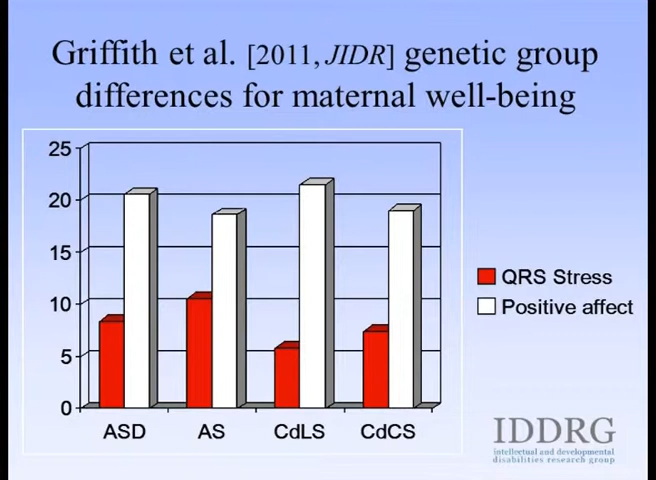 Griffith et al. [2011, JIDR] genetic group
differences for maternal well-being
25
20
15
10
5
0
ASD AS CdLS CdCS
QRS Stress
Positive affect
IDDRG
intellectual and developmental
disabilities research group